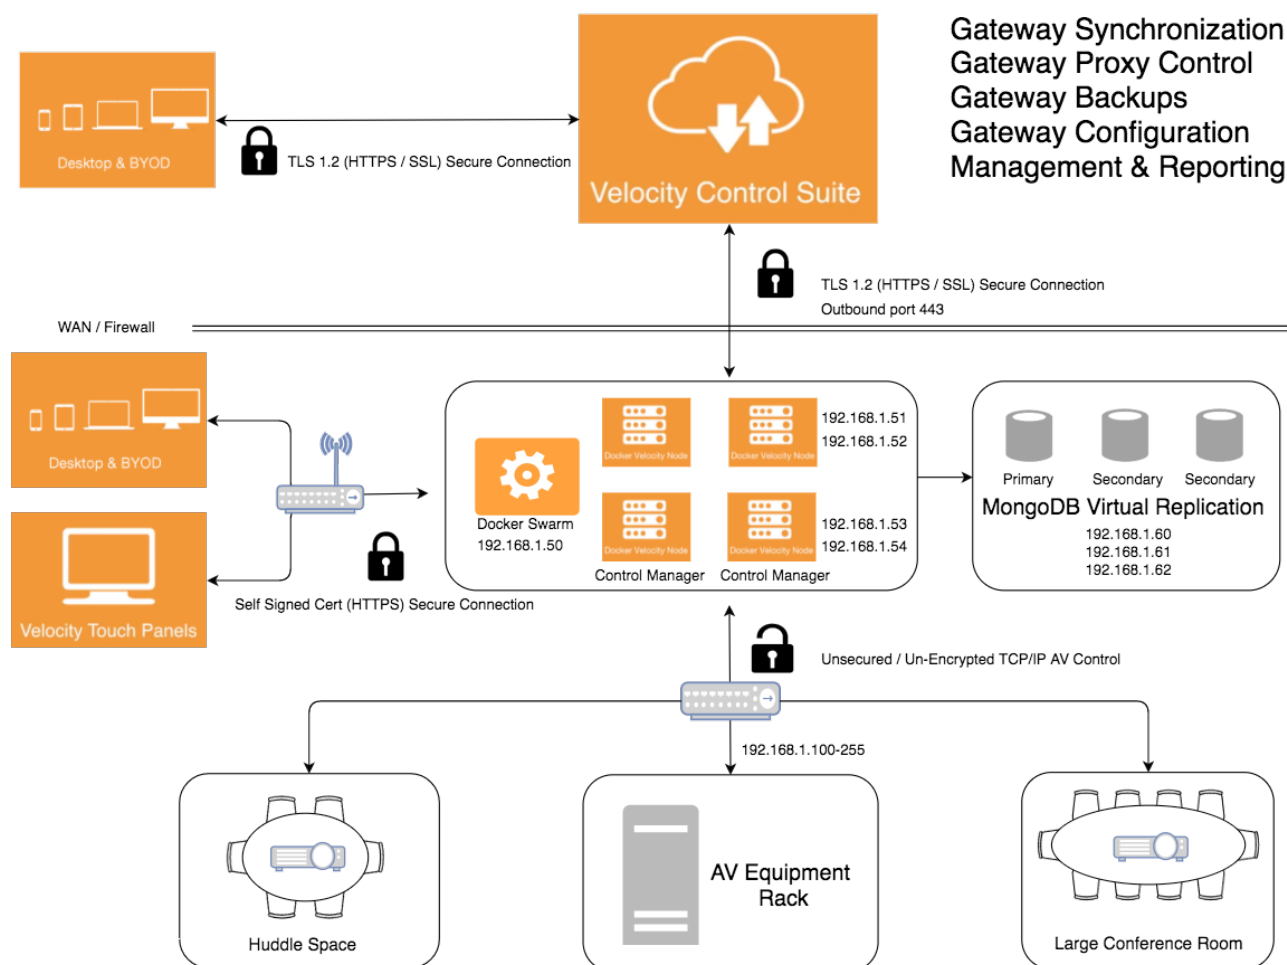 Gateway Synchronization
Gateway Proxy Control
Gateway Backups
Gateway Configuration
Management & Reporting
Desktop & BYOD
TLS 1.2 (HTTPS / SSL) Secure Connection
Velocity Control Suite
TLS 1.2 (HTTPS / SSL) Secure Connection
Outbound port 443
WAN / Firewall
Desktop & BYOD
Velocity Touch Panels
Self Signed Cert (HTTPS) Secure Connection
Docker Swarm
192.168.1.50
Docker Velocity Node
Docker Velocity Node
192.168.1.51
192.168.1.52
Docker Velocity Node
Docker Velocity Node
192.168.1.53
192.168.1.54
Control Manager
Control Manager
Primary
Secondary
Secondary
MongoDB Virtual Replication
192.168.1.60
192.168.1.61
192.168.1.62
Unsecured / Un-Encrypted TCP/IP AV Control
192.168.1.100-255
Huddle Space
AV Equipment
Rack
Large Conference Room